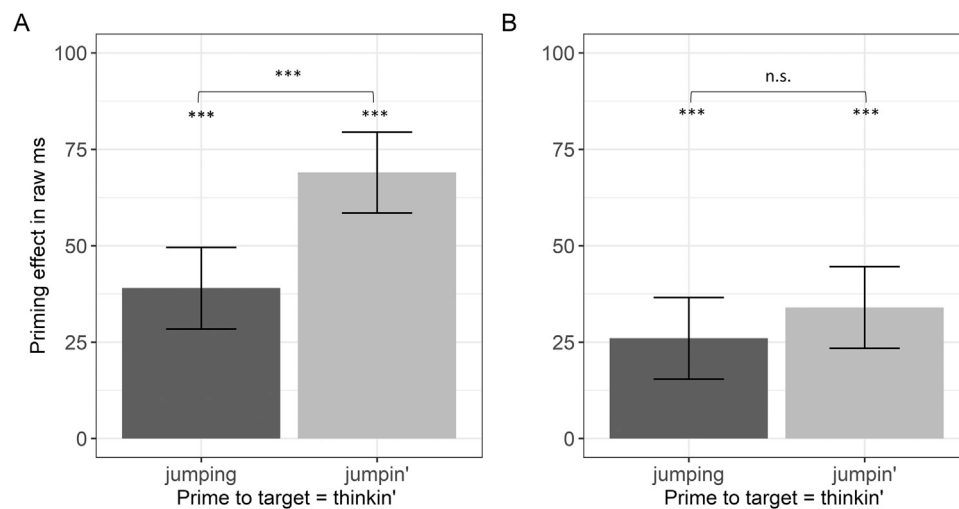 A
100
75
50
25
0
Priming effect in raw ms
***
***
***
jumping
jumpin'
Prime to target = thinkin'
B
100
75
50
25
0
n.s.
***
***
jumping
jumpin'
Prime to target = thinkin'